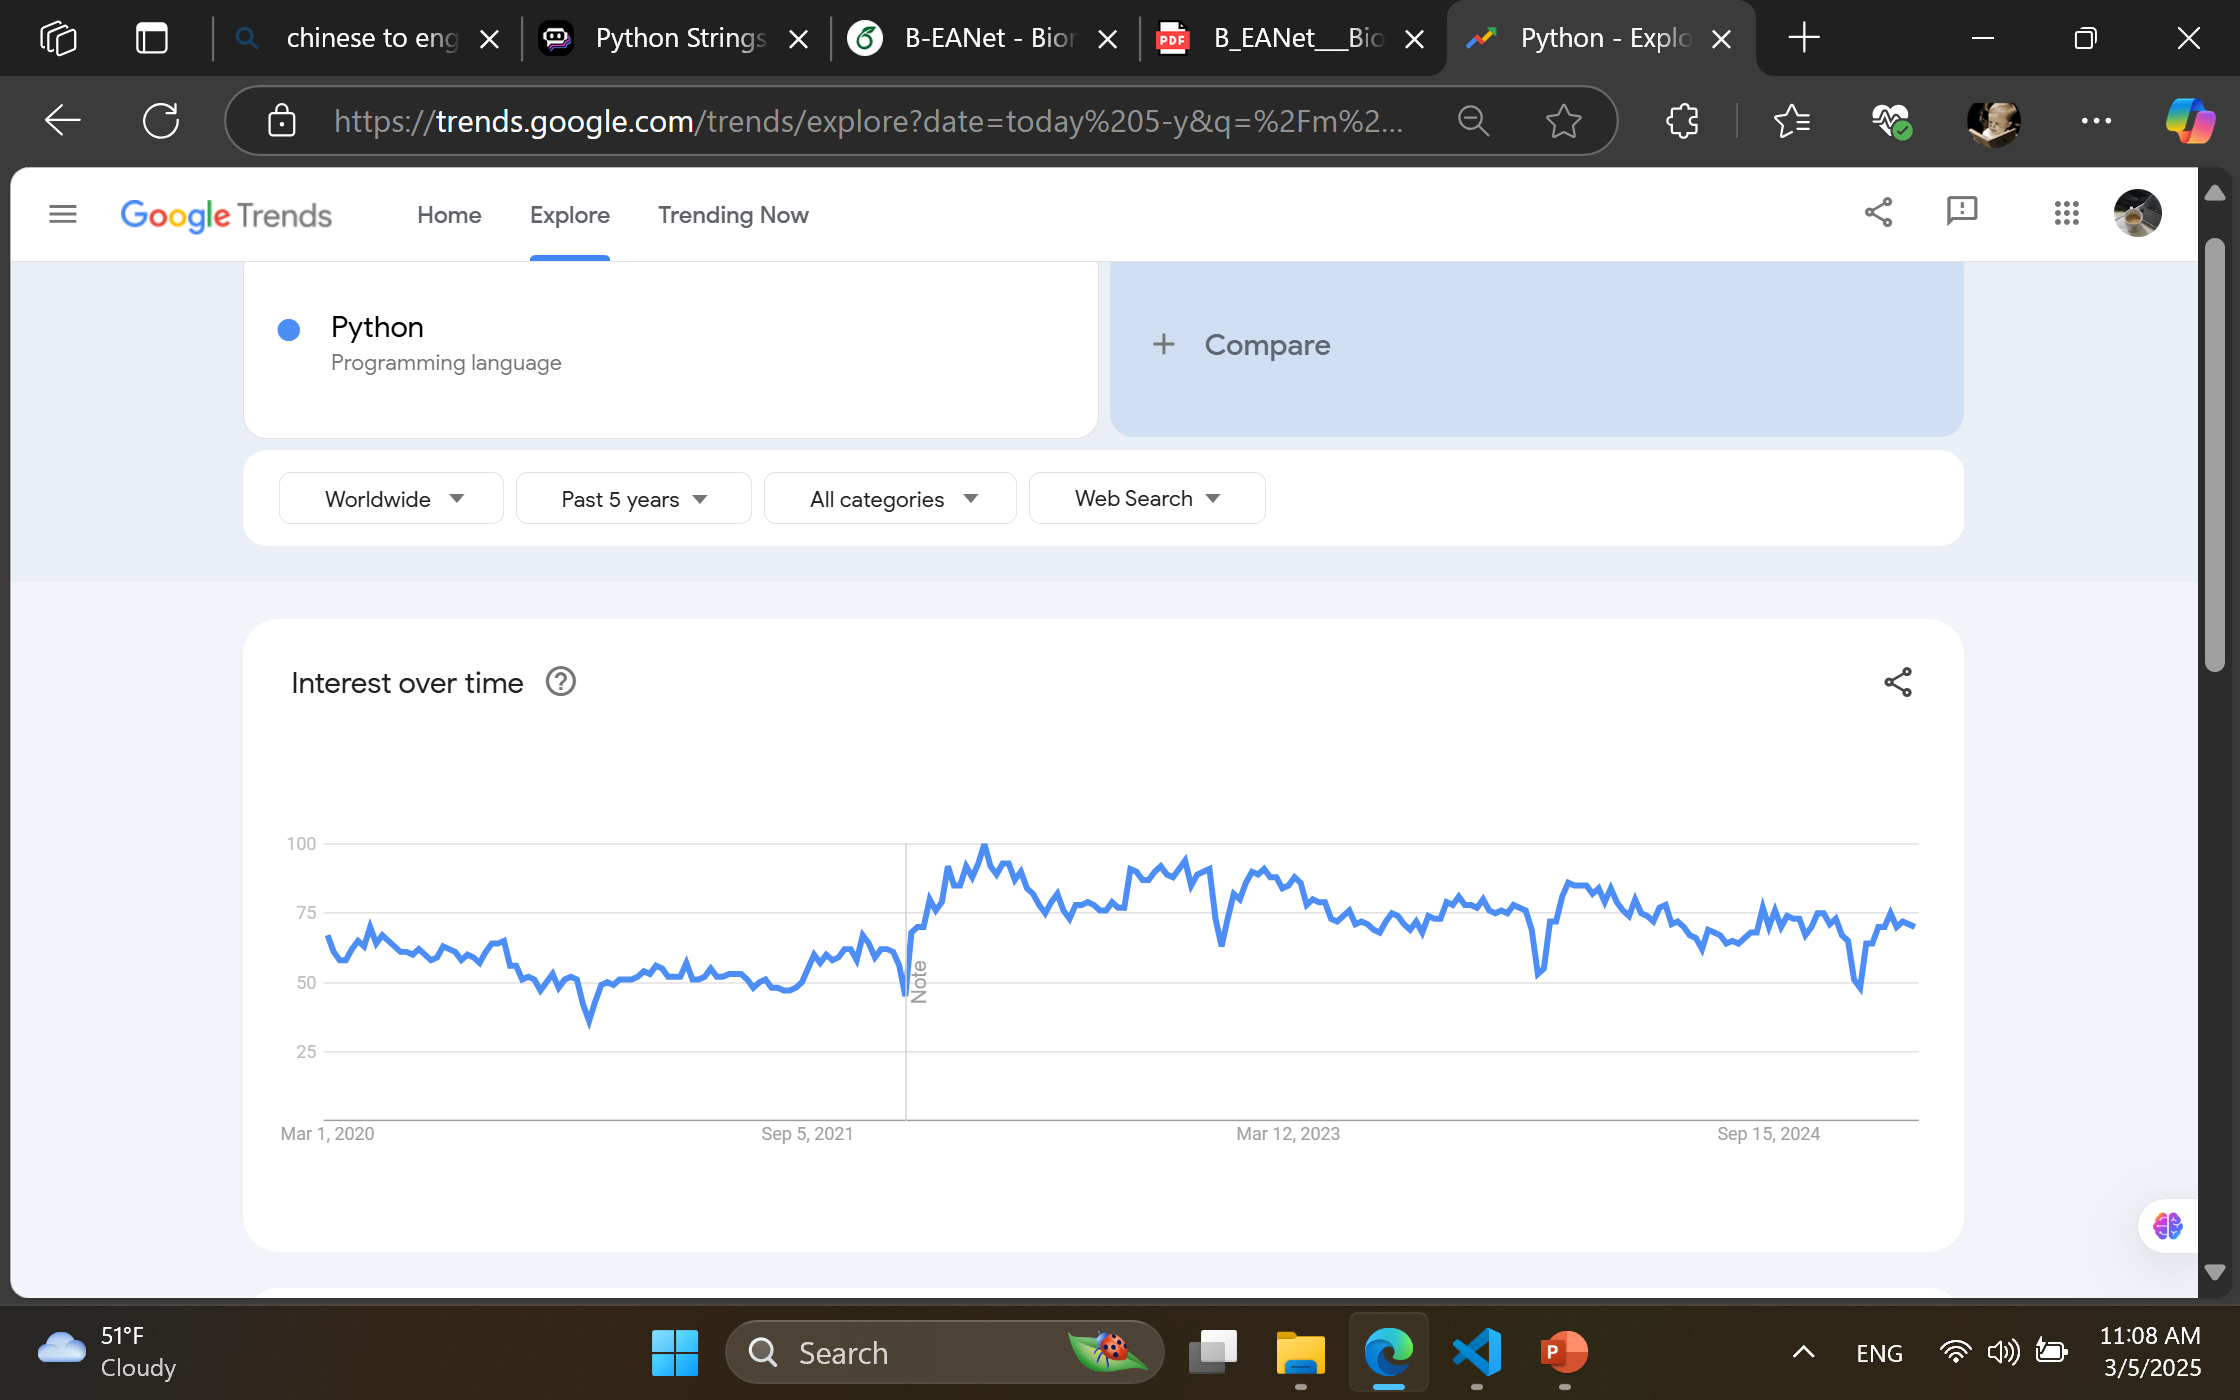 chinese to eng
Python Strings
B-EANet - Bior
PDF
B_EANet__Bio
Python - Explo
https://trends.google.com/trends/explore?date=today%205-y&q=%2Fm%2...
Google Trends
Home
Explore
Trending Now
Python
Programming language
+ Compare
Worldwide
Past 5 years
All categories
Web Search
Interest over time
100
75
50
25
Note
Mar 1, 2020
Sep 5, 2021
Mar 12, 2023
Sep 15, 2024
51°F
Cloudy
Search
P
ENG
11:08 AM
3/5/2025